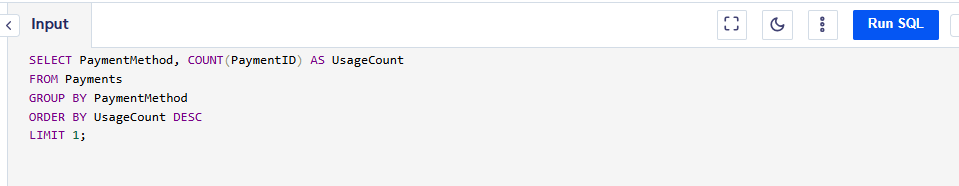 Input
Run SQL
SELECT PaymentMethod, COUNT(PaymentID) AS UsageCount
FROM Payments
GROUP BY PaymentMethod
ORDER BY UsageCount DESC
LIMIT 1;